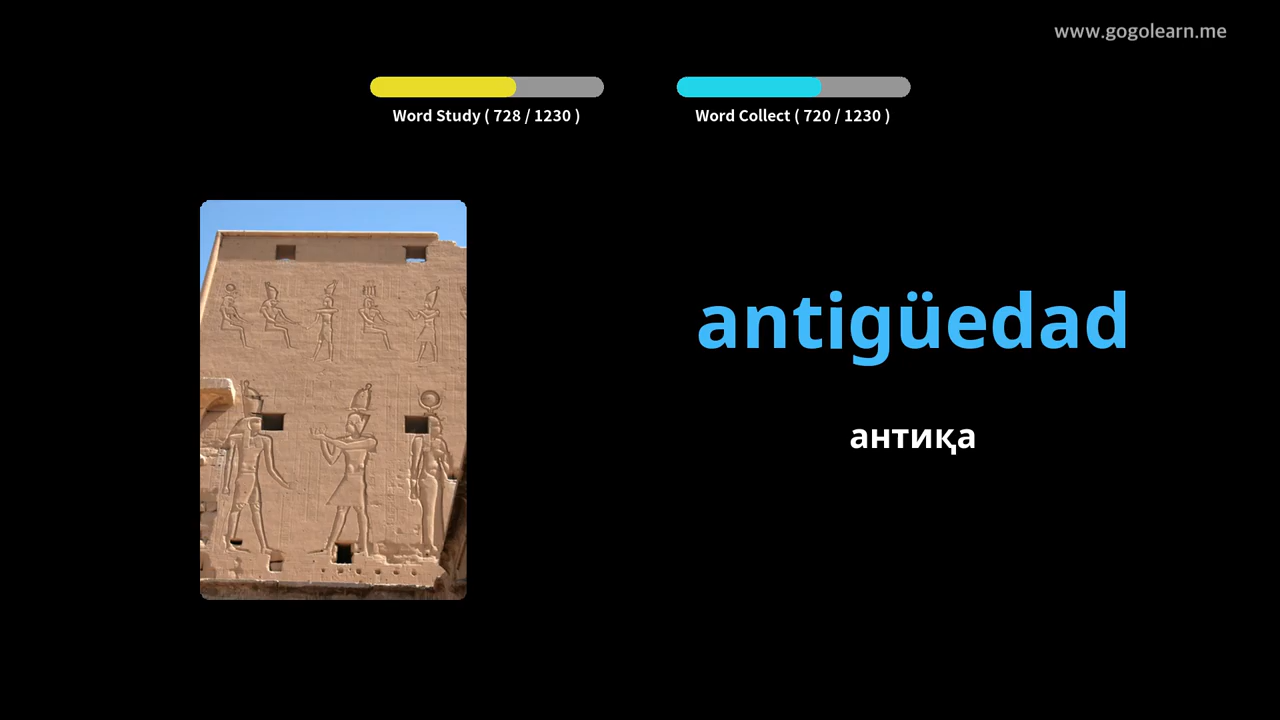 www.gogolearn.me
Word Study ( 728 / 1230 )
Word Collect ( 720 / 1230 )
antigüedad
антиқа